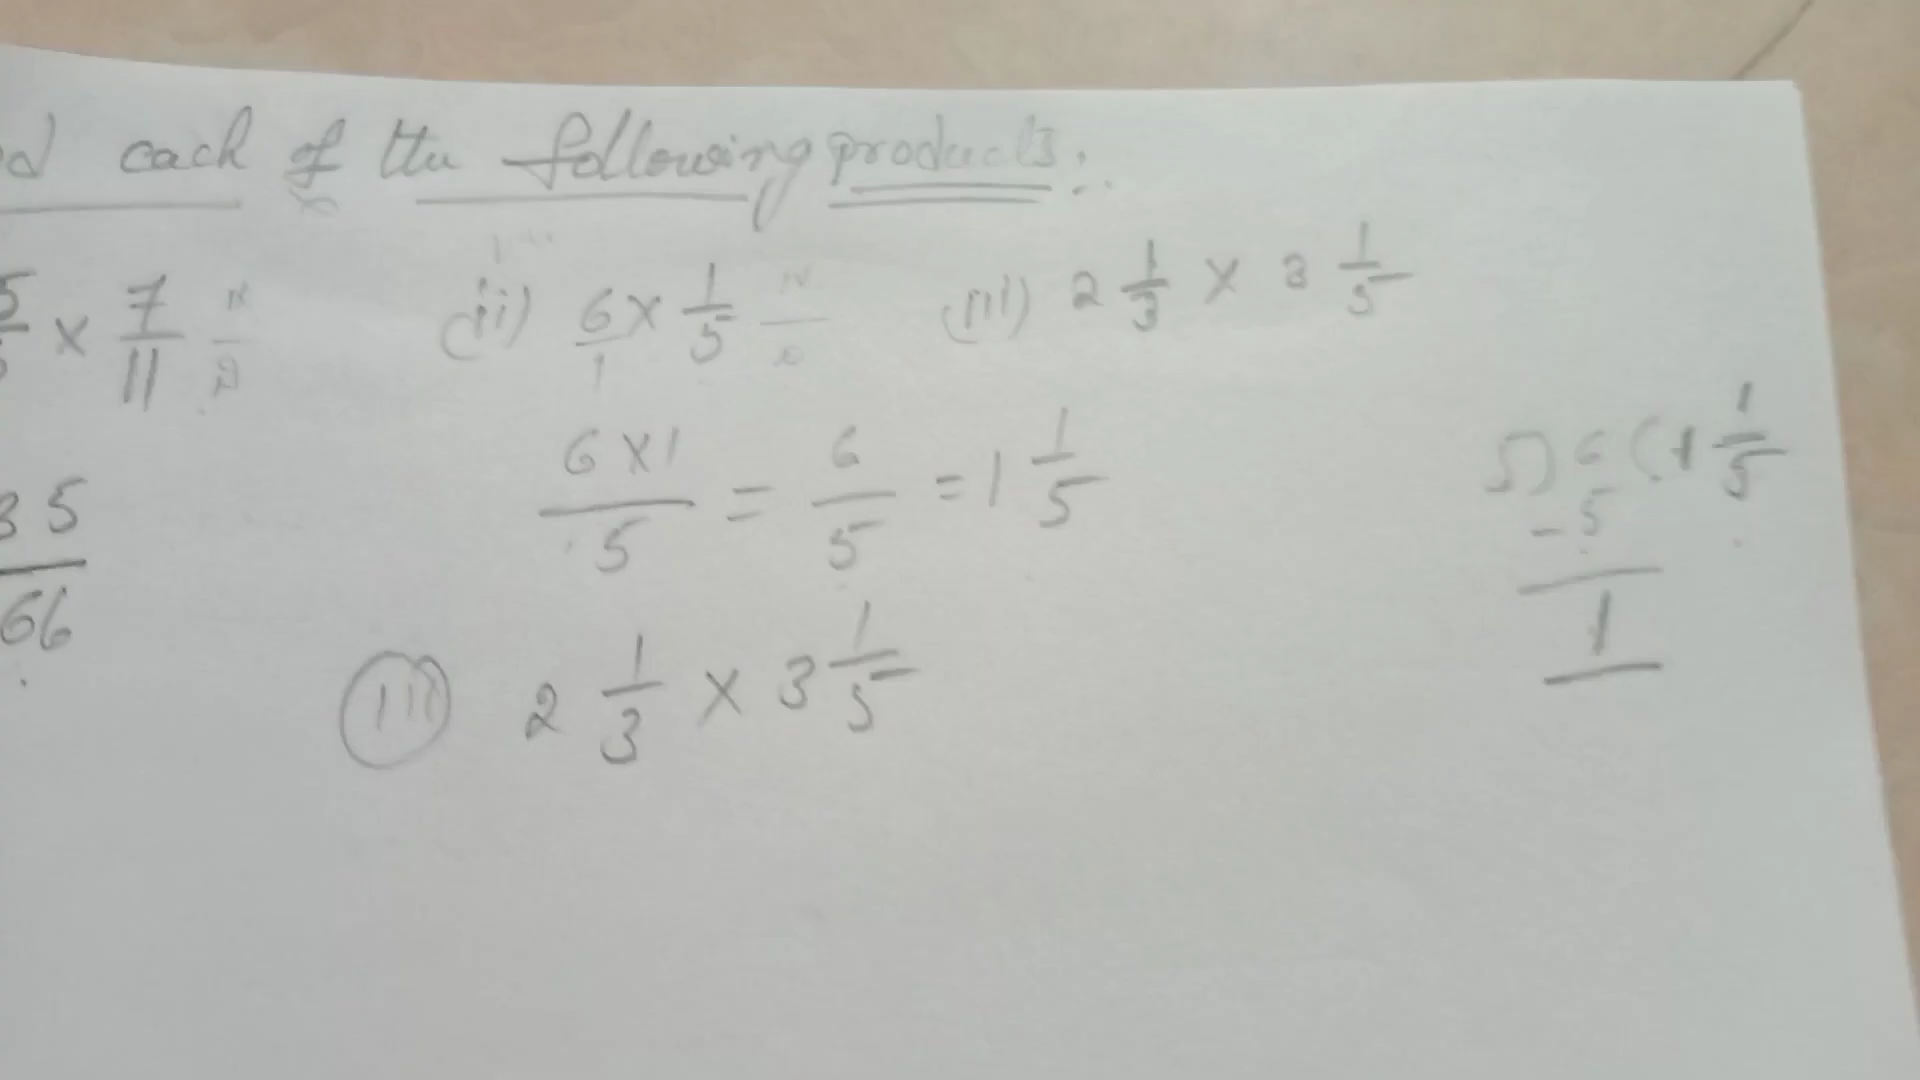 each of the following products:
5 × 7/11 N/D (ii) 6/1 × 1/5 N/D (iii) 2 1/3 × 3 1/5
6 × 1/5 = 6/5 = 1 1/5
5) 6 (1 1/5
- 5
1
35/66
(iii) 2 1/3 × 3 1/5